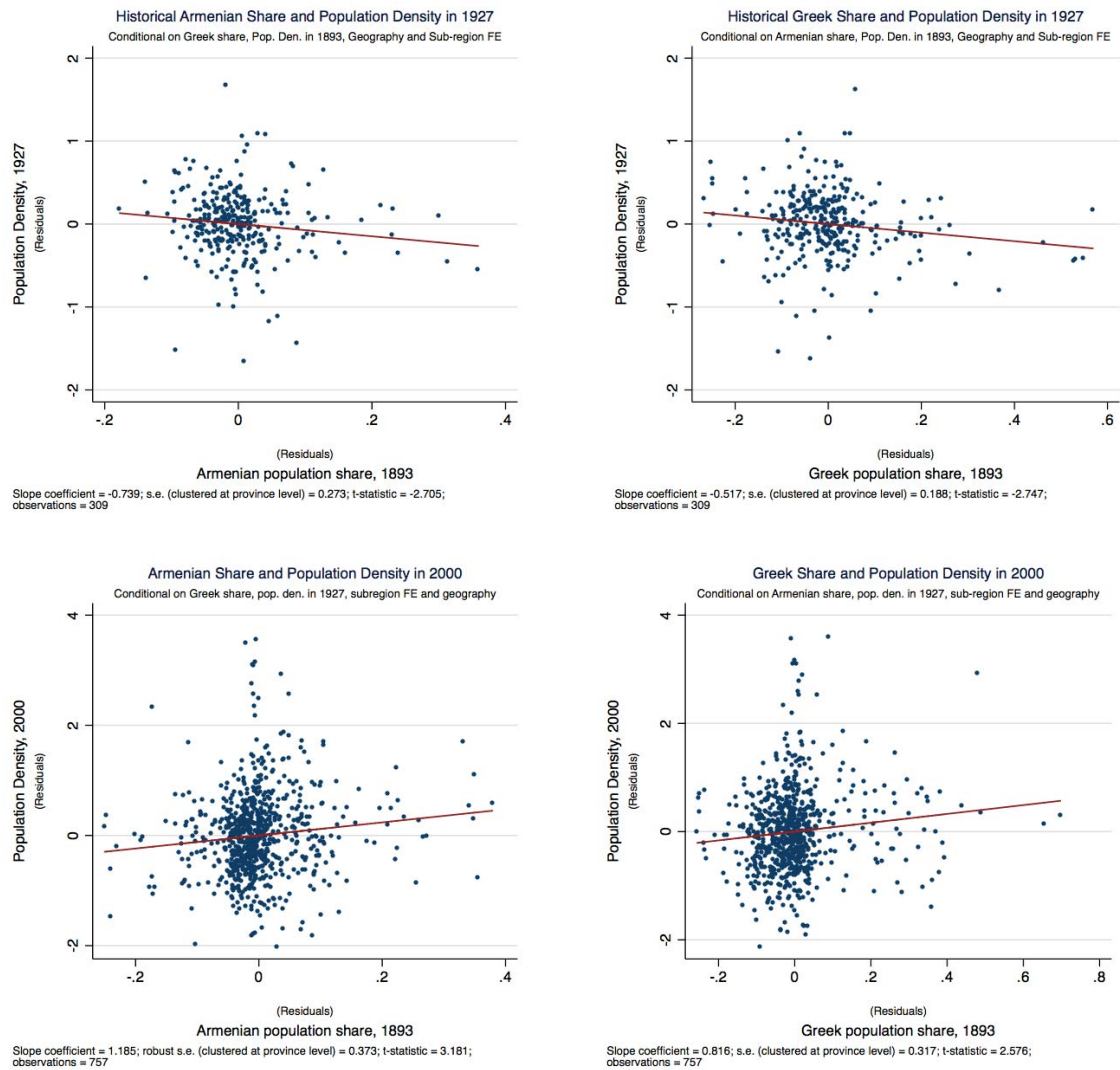 Historical Armenian Share and Population Density in 1927
Conditional on Greek share, Pop. Den. in 1893, Geography and Sub-region FE
Population Density, 1927
(Residuals)
2
1
0
-1
-2
-.2
0
.2
.4
(Residuals)
Armenian population share, 1893
Slope coefficient = -0.739; s.e. (clustered at province level) = 0.273; t-statistic = -2.705;
observations = 309
Historical Greek Share and Population Density in 1927
Conditional on Armenian share, Pop. Den. in 1893, Geography and Sub-region FE
Population Density, 1927
(Residuals)
2
1
0
-1
-2
-.2
0
.2
.4
.6
(Residuals)
Greek population share, 1893
Slope coefficient = -0.517; s.e. (clustered at province level) = 0.188; t-statistic = -2.747;
observations = 309
Armenian Share and Population Density in 2000
Conditional on Greek share, pop. den. in 1927, subregion FE and geography
Population Density, 2000
(Residuals)
4
2
0
-2
-.2
0
.2
.4
(Residuals)
Armenian population share, 1893
Slope coefficient = 1.185; robust s.e. (clustered at province level) = 0.373; t-statistic = 3.181;
observations = 757
Greek Share and Population Density in 2000
Conditional on Armenian share, pop. den. in 1927, sub-region FE and geography
Population Density, 2000
(Residuals)
4
2
0
-2
-.2
0
.2
.4
.6
.8
(Residuals)
Greek population share, 1893
Slope coefficient = 0.816; s.e. (clustered at province level) = 0.317; t-statistic = 2.576;
observations = 757